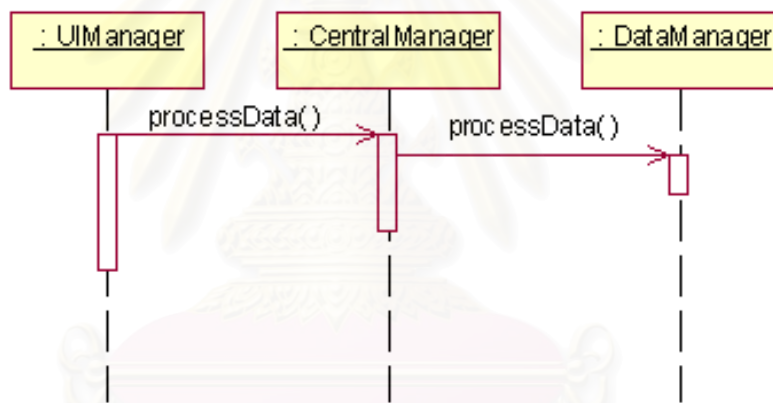 : UIManager
: CentralManager
: DataManager
processData()
processData()